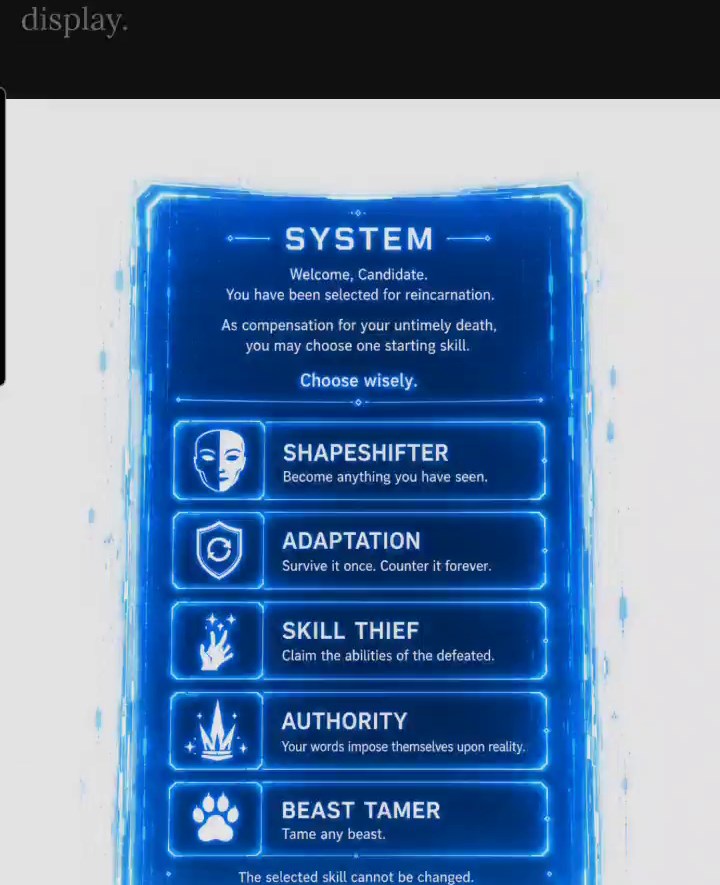 display.
SYSTEM
Welcome, Candidate.
You have been selected for reincarnation.
As compensation for your untimely death,
you may choose one starting skill.
Choose wisely.
SHAPESHIFTER
Become anything you have seen.
ADAPTATION
Survive it once. Counter it forever.
SKILL THIEF
Claim the abilities of the defeated.
AUTHORITY
Your words impose themselves upon reality.
BEAST TAMER
Tame any beast.
The selected skill cannot be changed.